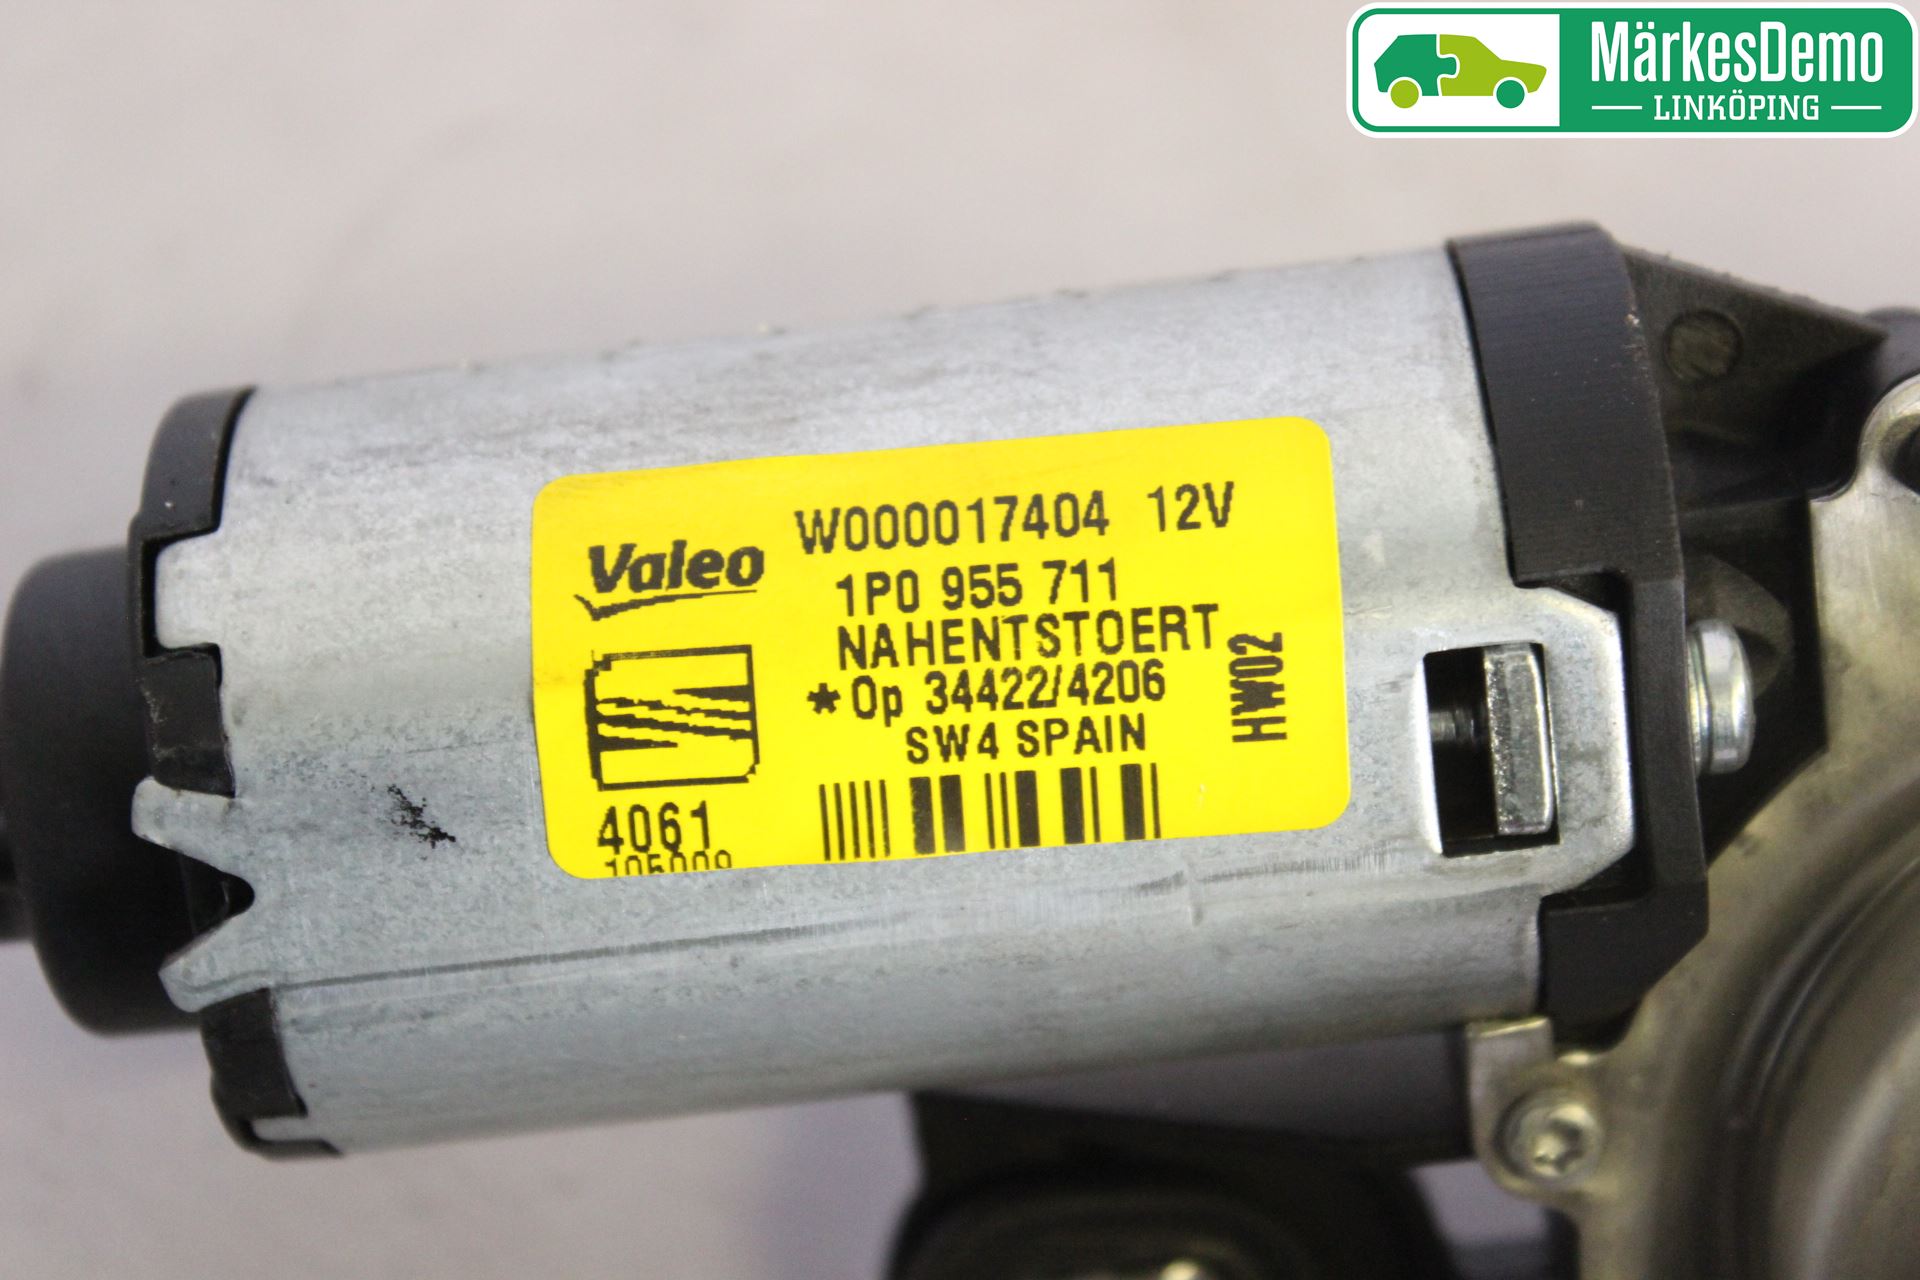 MärkesDemo
LINKÖPING
Valeo
W000017404 12V
1P0 955 711
NAHENTSTOERT
*Op 34422/4206
SW4 SPAIN
HW02
4061